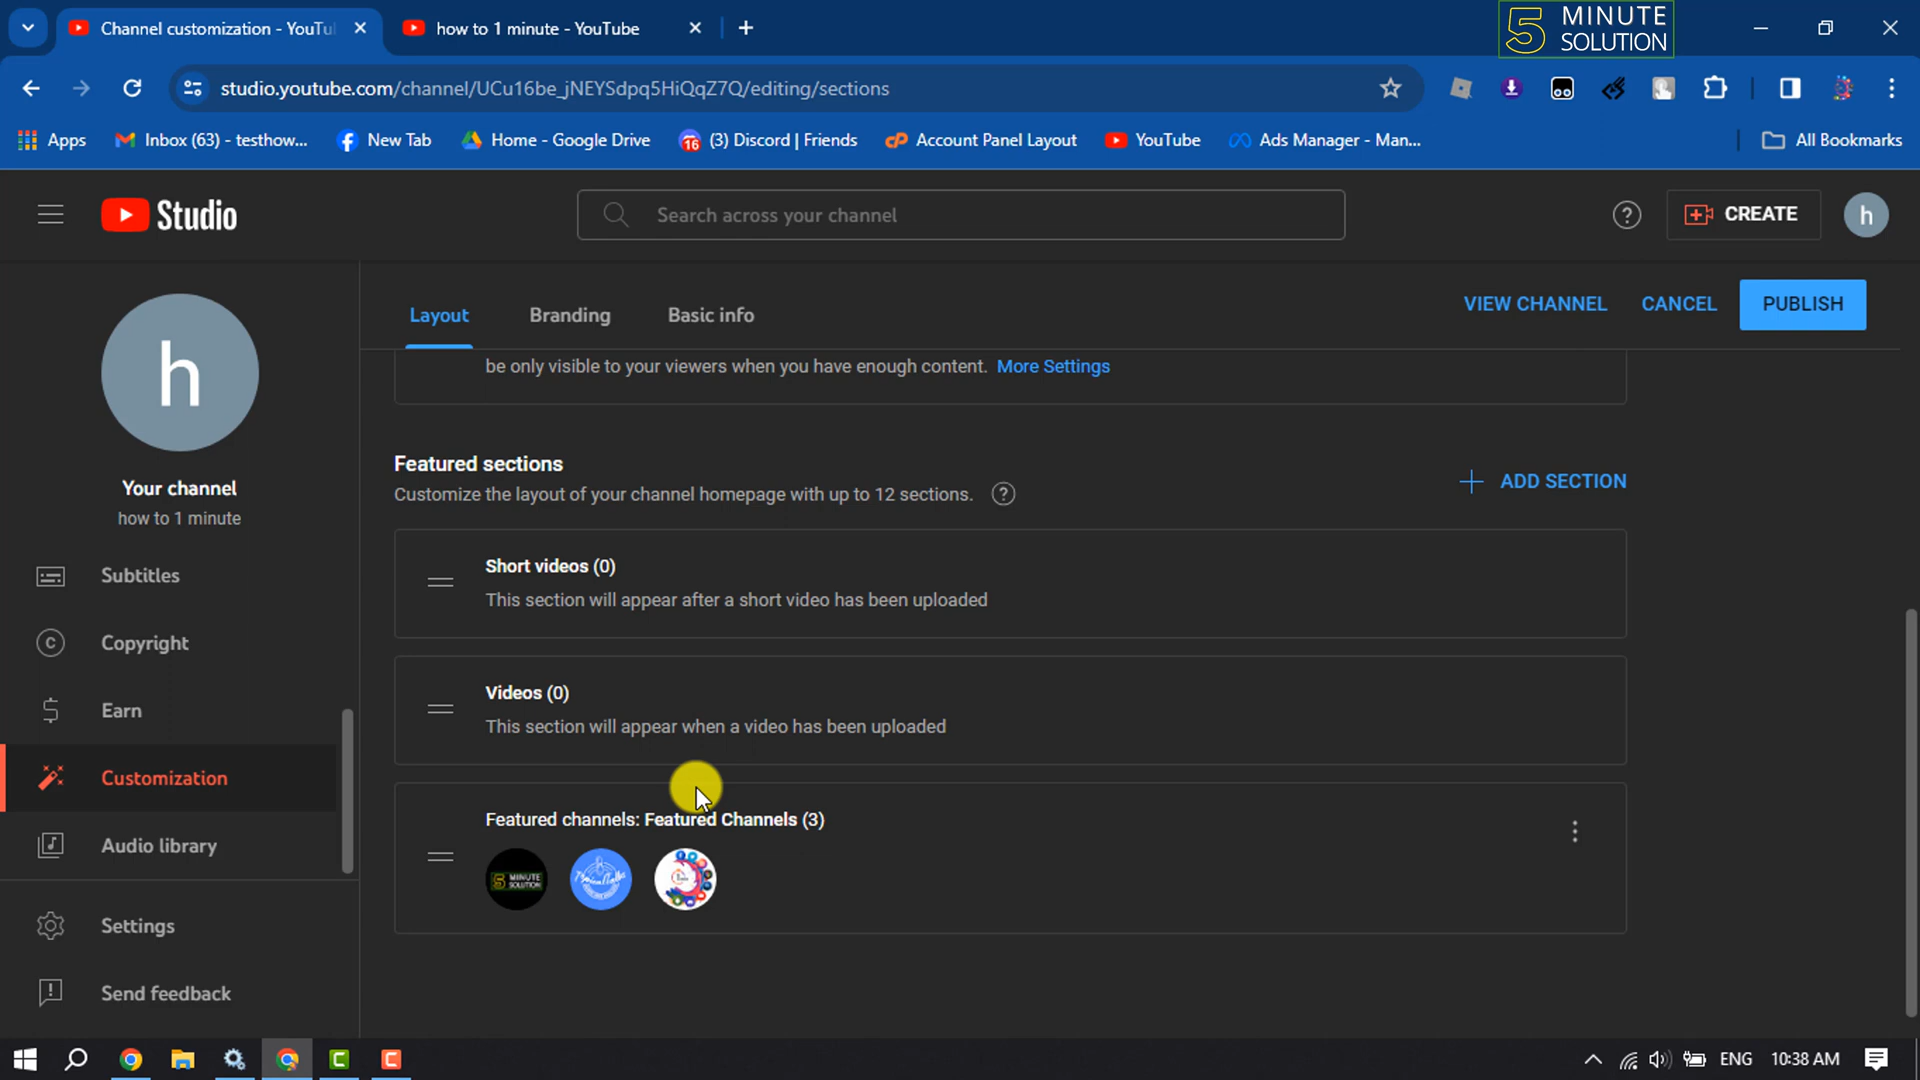 Channel customization - YouTu
how to 1 minute - YouTube
5 MINUTE SOLUTION
studio.youtube.com/channel/UCu16be_jNEYSdpq5HiQqZ7Q/editing/sections
Apps
Inbox (63) - testhow...
New Tab
Home - Google Drive
16
(3) Discord | Friends
Account Panel Layout
YouTube
Ads Manager - Man...
All Bookmarks
Studio
Search across your channel
CREATE
h
h
Your channel
how to 1 minute
Subtitles
Copyright
Earn
Customization
Audio library
Settings
Send feedback
Layout
Branding
Basic info
VIEW CHANNEL
CANCEL
PUBLISH
be only visible to your viewers when you have enough content. More Settings
Featured sections
Customize the layout of your channel homepage with up to 12 sections.
ADD SECTION
Short videos (0)
This section will appear after a short video has been uploaded
Videos (0)
This section will appear when a video has been uploaded
Featured channels: Featured Channels (3)
5 MINUTE SOLUTION
ENG
10:38 AM